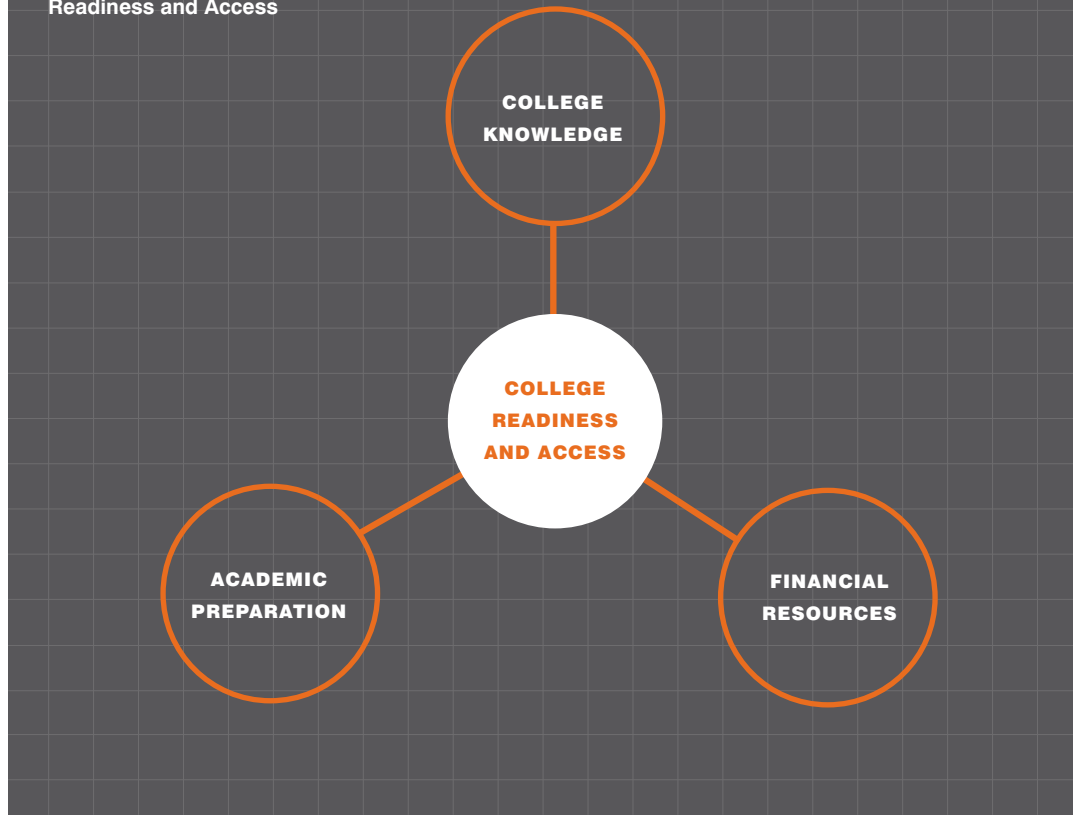 Readiness and Access
COLLEGE
KNOWLEDGE
COLLEGE
READINESS
AND ACCESS
ACADEMIC
PREPARATION
FINANCIAL
RESOURCES